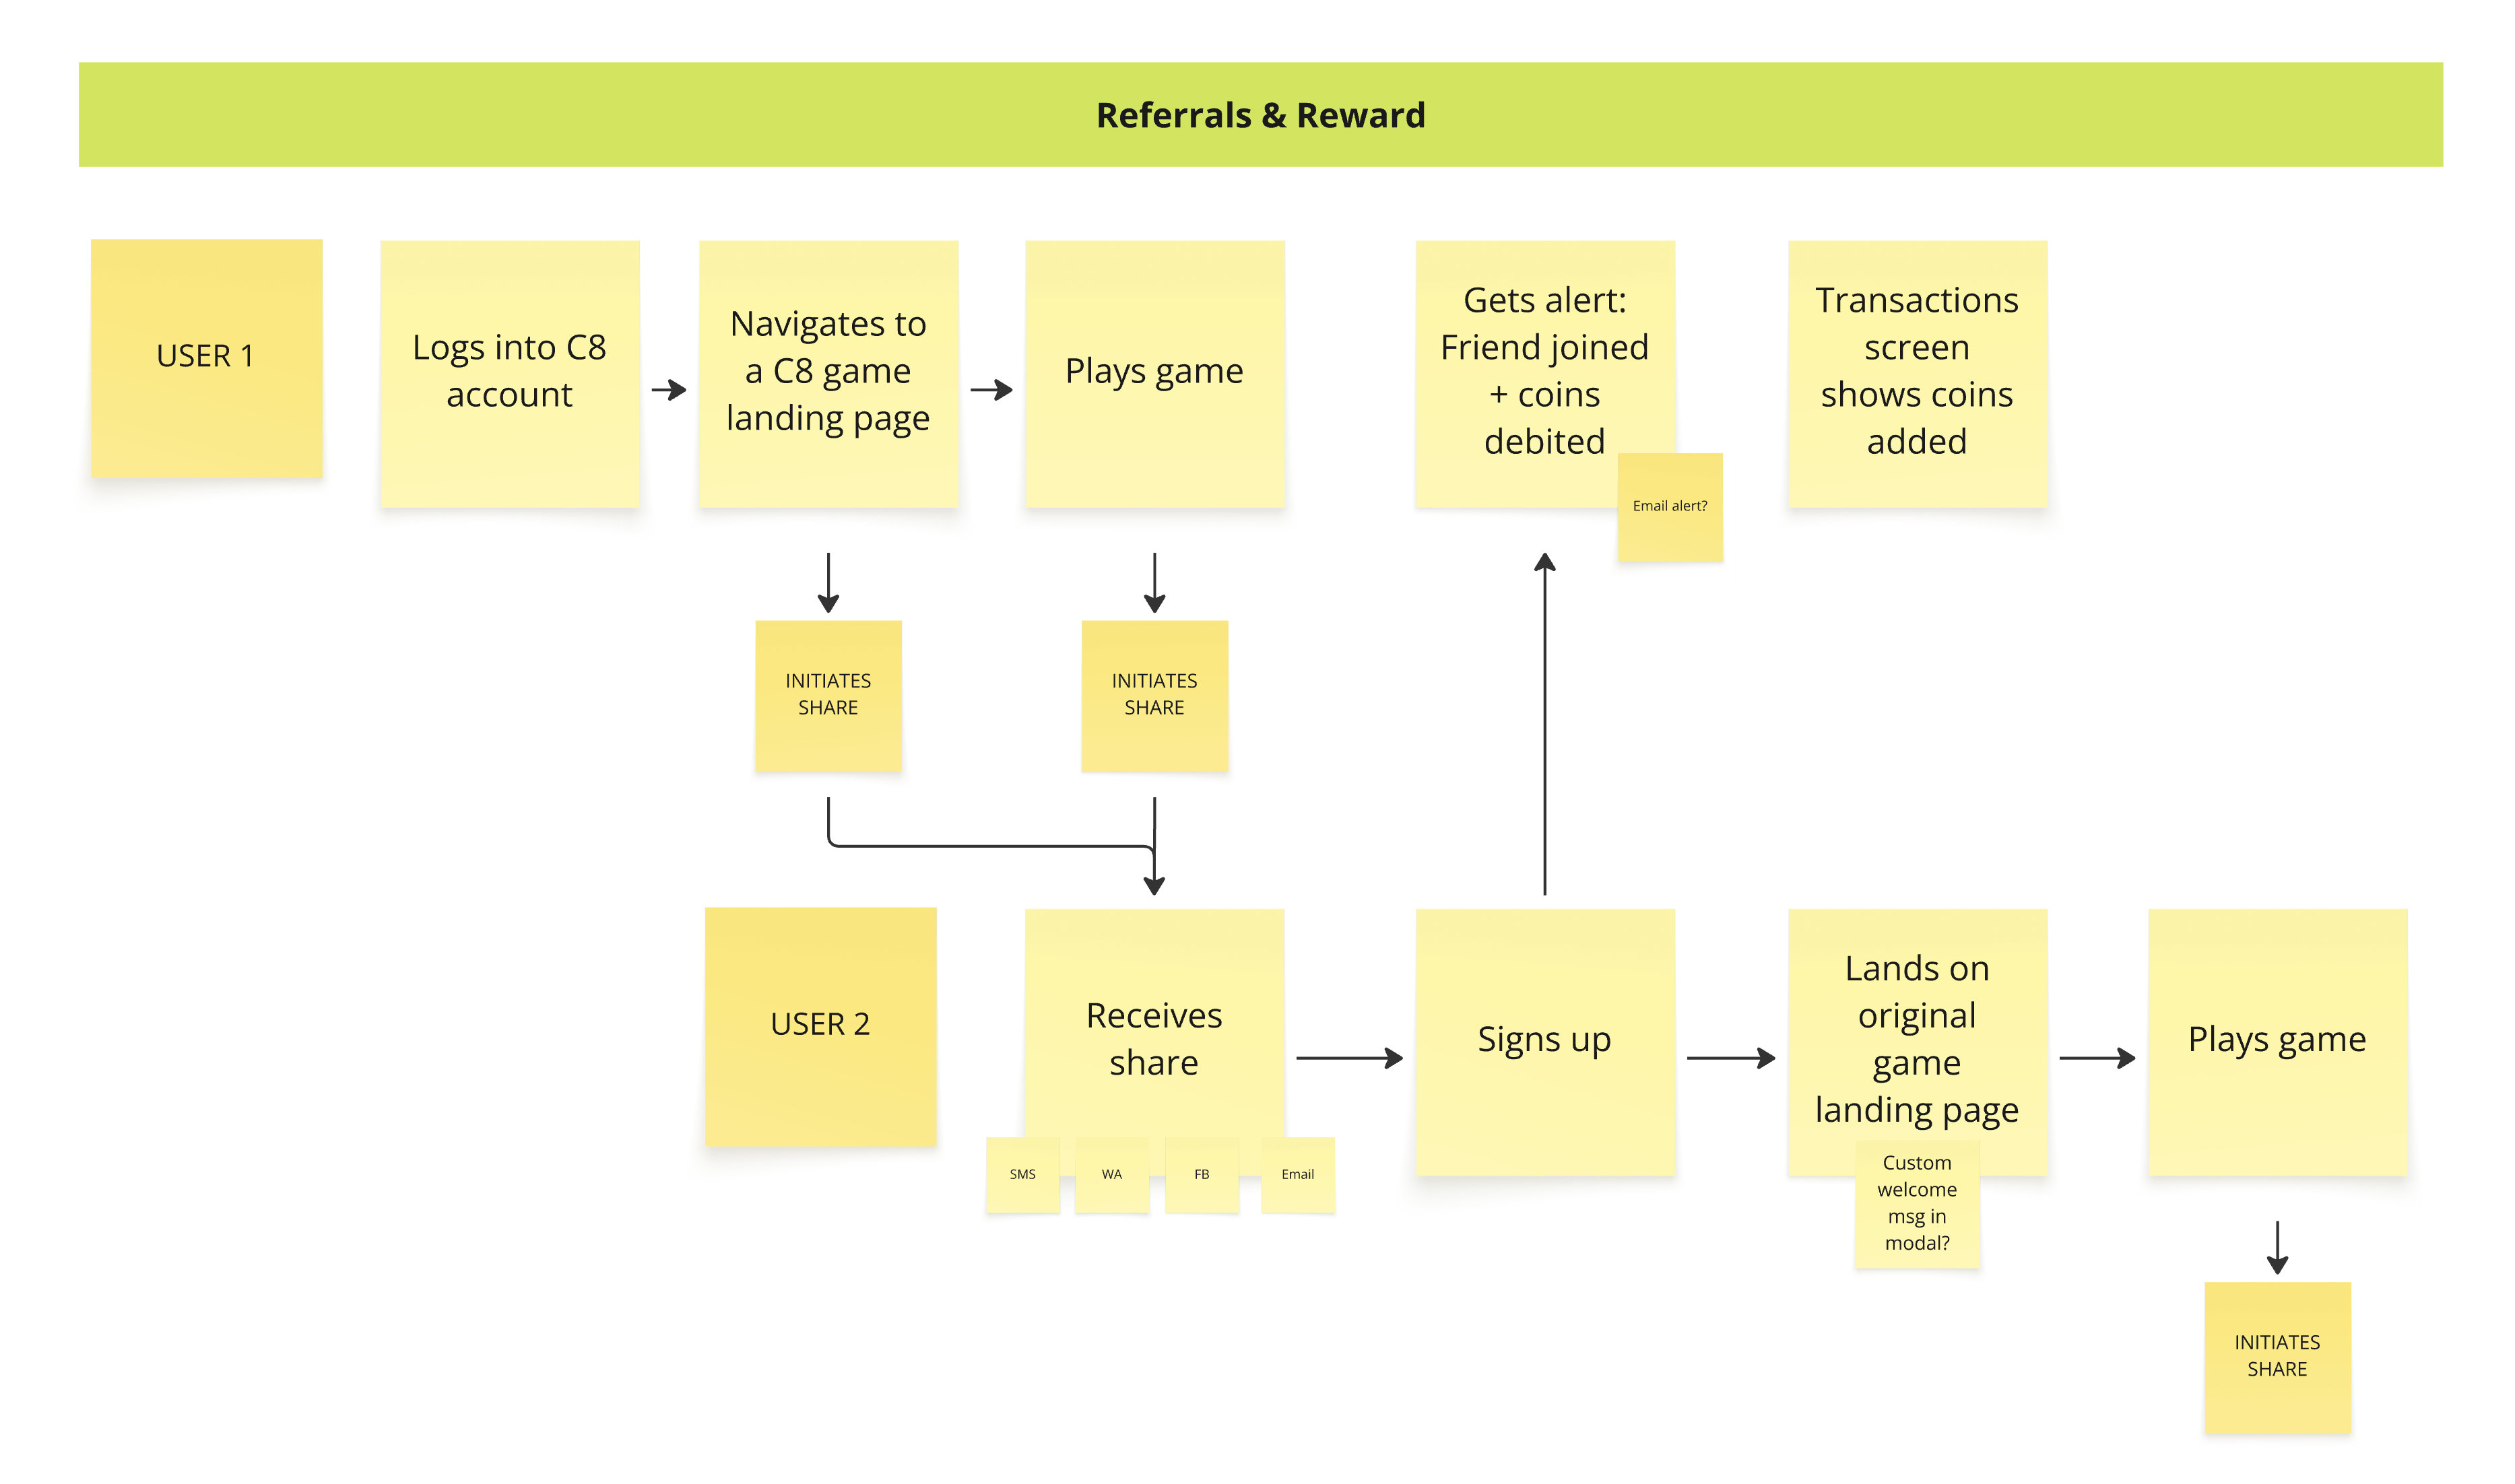 Referrals & Reward
USER 1
Logs into C8
account
Navigates to
a C8 game
landing page
Plays game
Gets alert:
Friend joined
+ coins
debited
Email alert?
Transactions
screen
shows coins
added
INITIATES
SHARE
INITIATES
SHARE
USER 2
Receives
share
SMS
WA
FB
Email
Signs up
Lands on
original
game
landing page
Custom
welcome
msg in
modal?
Plays game
INITIATES
SHARE